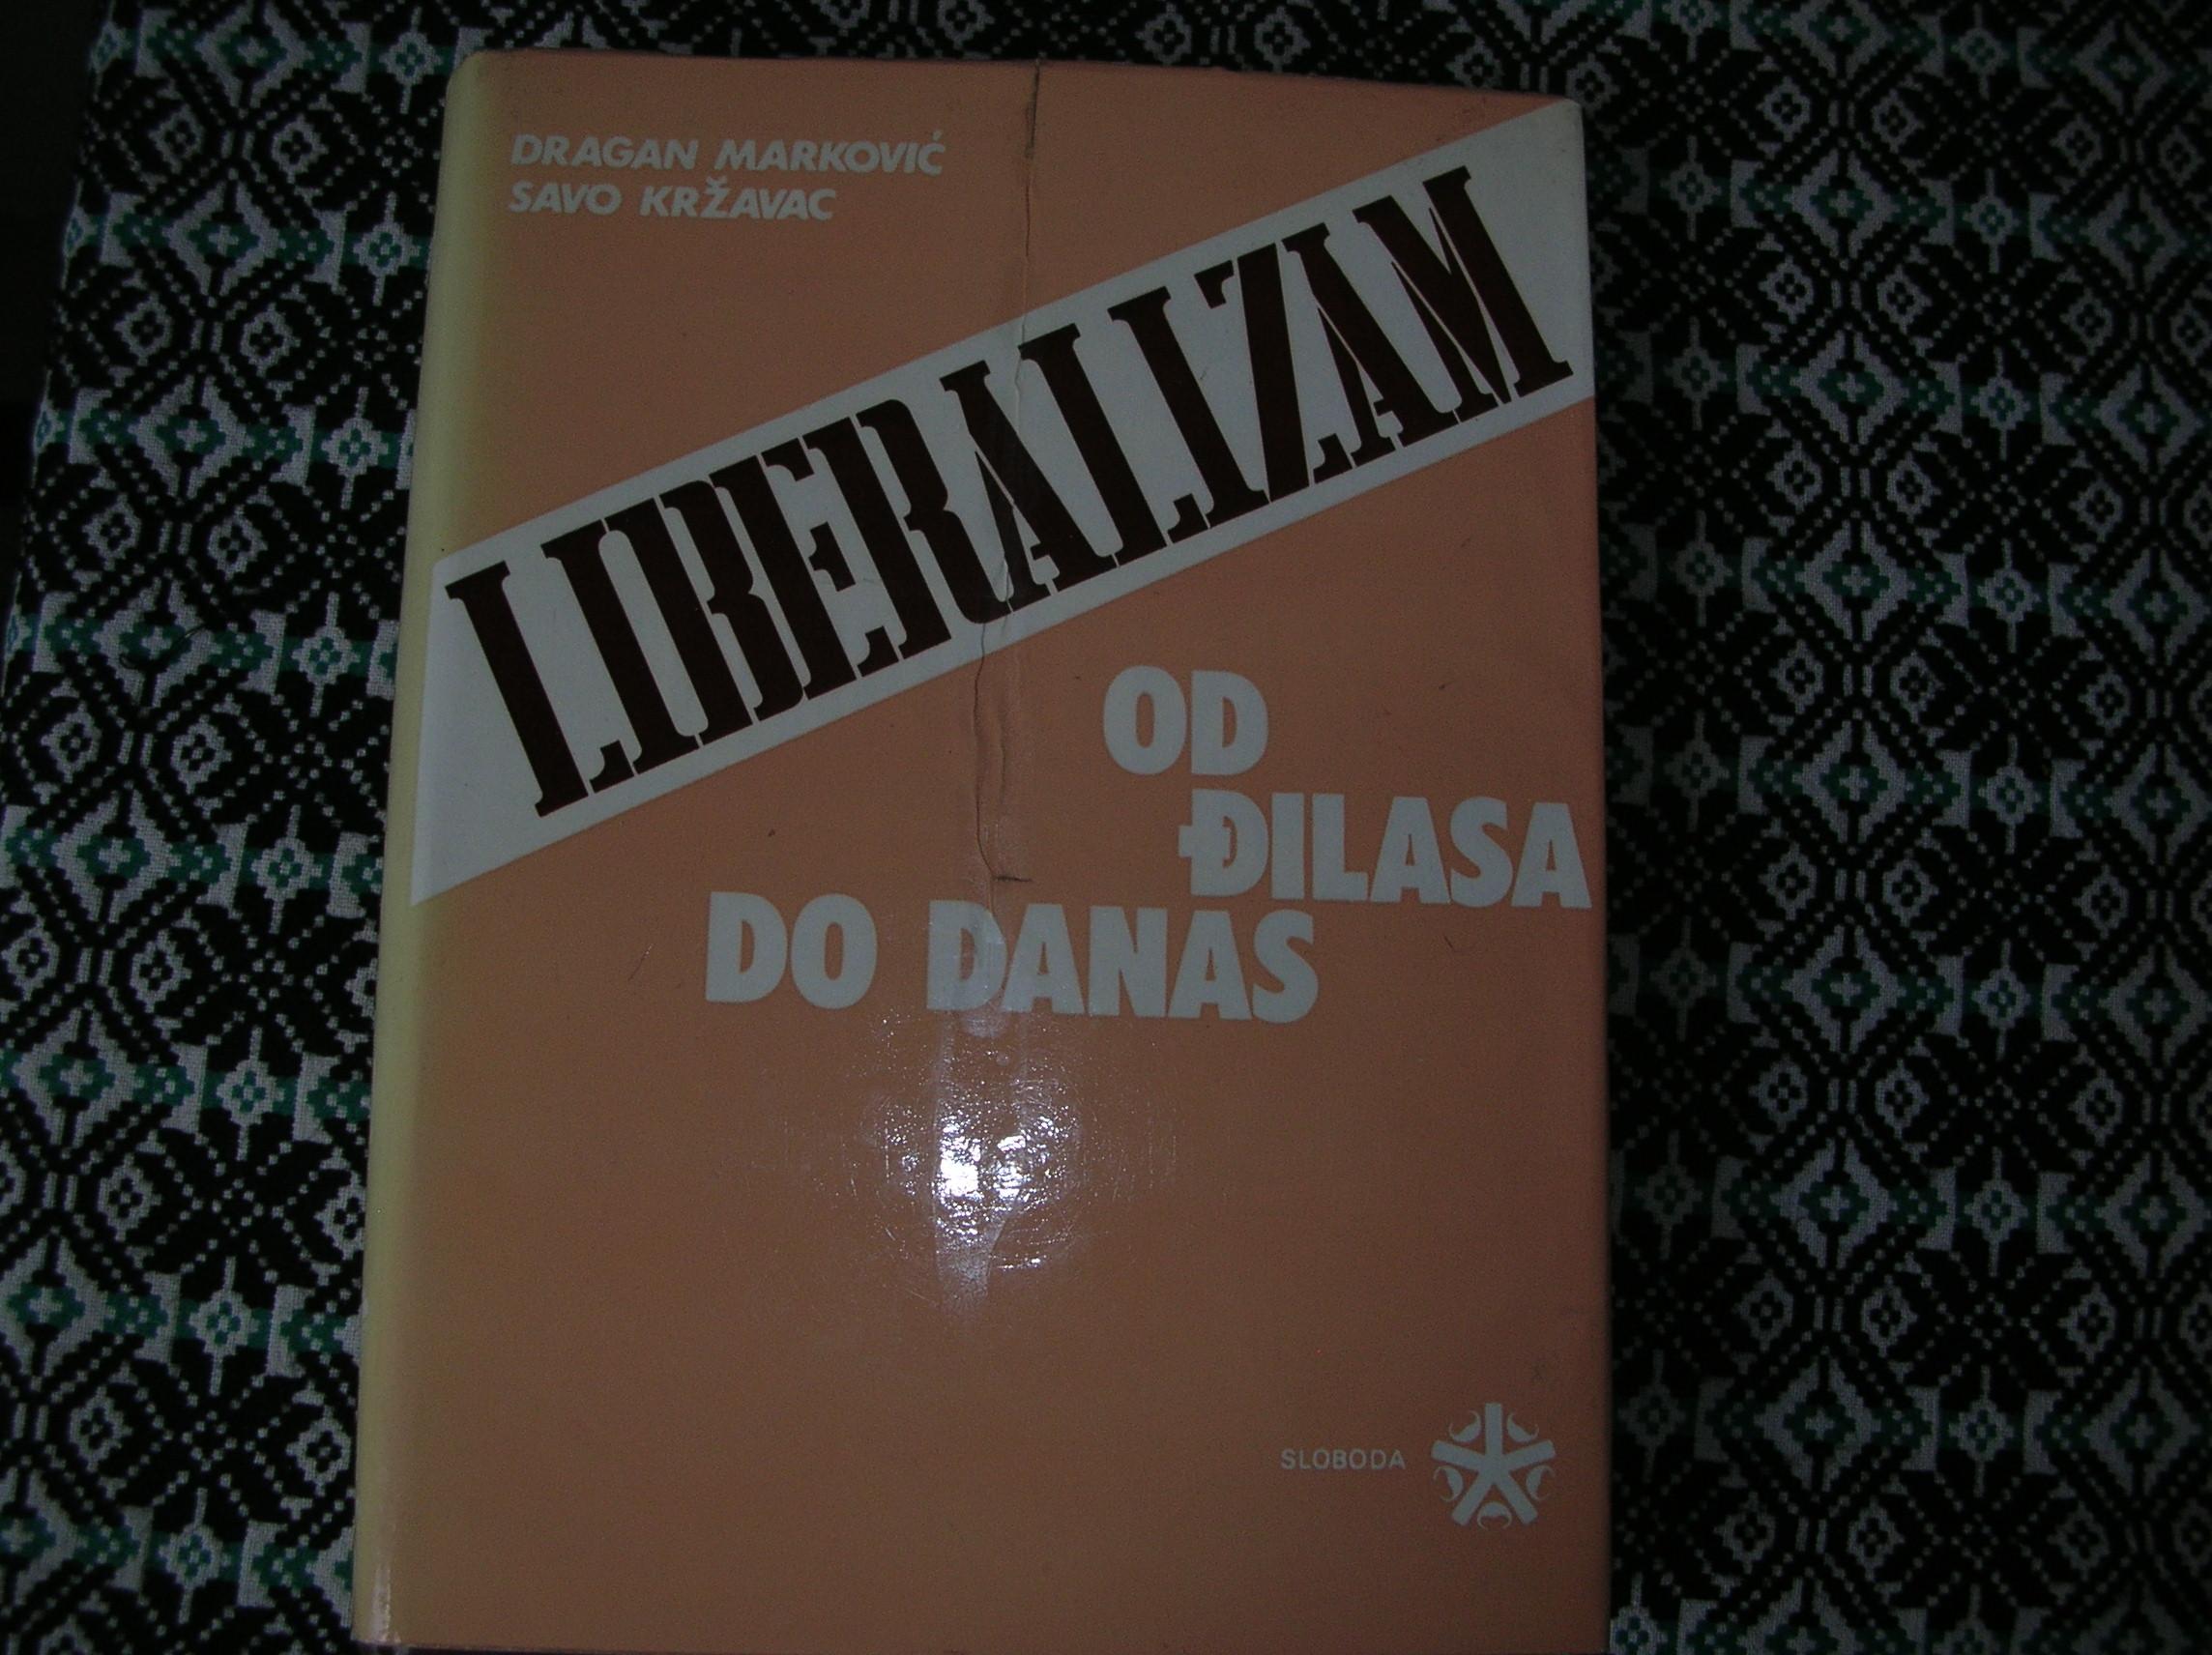 DRAGAN MARKOVIĆ
SAVO KRŽAVAC
LIBERALIZAM
OD
ĐILASA
DO DANAS
SLOBODA